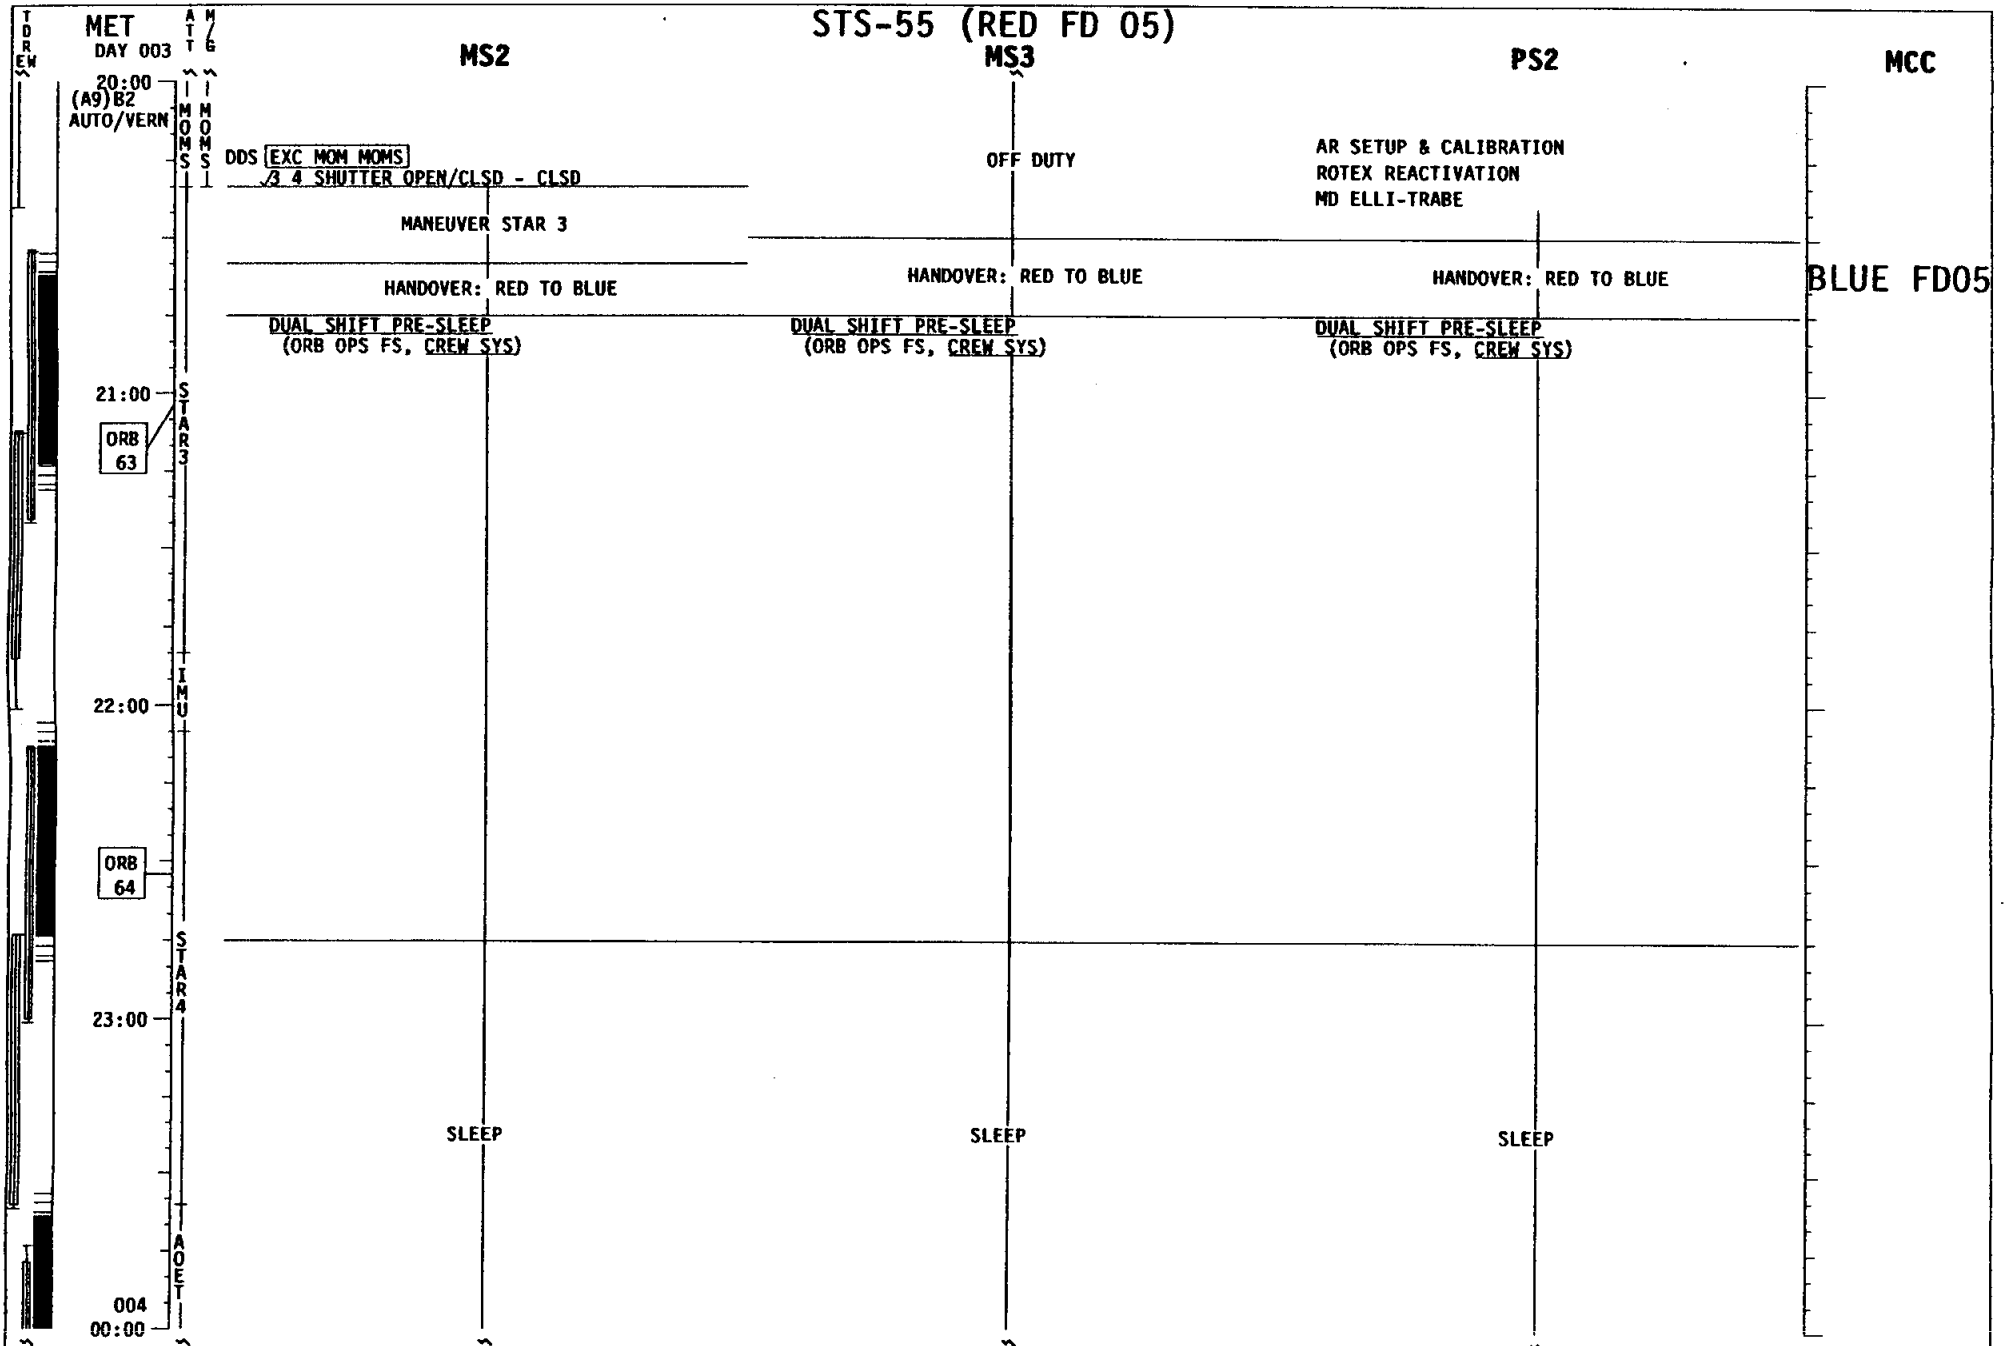 STS-55 (RED FD 05)
TDRE W
MET
DAY 003
ATT
M/G
MS2
MS3
PS2
MCC
20:00
(A9)B2
AUTO/VERN
MOMS
MOMS
DDS EXC MOM MOMS
√3 4 SHUTTER OPEN/CLSD - CLSD
OFF DUTY
AR SETUP & CALIBRATION
ROTEX REACTIVATION
MD ELLI-TRABE
MANEUVER STAR 3
HANDOVER: RED TO BLUE
HANDOVER: RED TO BLUE
HANDOVER: RED TO BLUE
BLUE FD05
DUAL SHIFT PRE-SLEEP
(ORB OPS FS, CREW SYS)
DUAL SHIFT PRE-SLEEP
(ORB OPS FS, CREW SYS)
DUAL SHIFT PRE-SLEEP
(ORB OPS FS, CREW SYS)
21:00
STAR3
ORB
63
IMU
22:00
ORB
64
STAR4
23:00
SLEEP
SLEEP
SLEEP
AOET
004
00:00